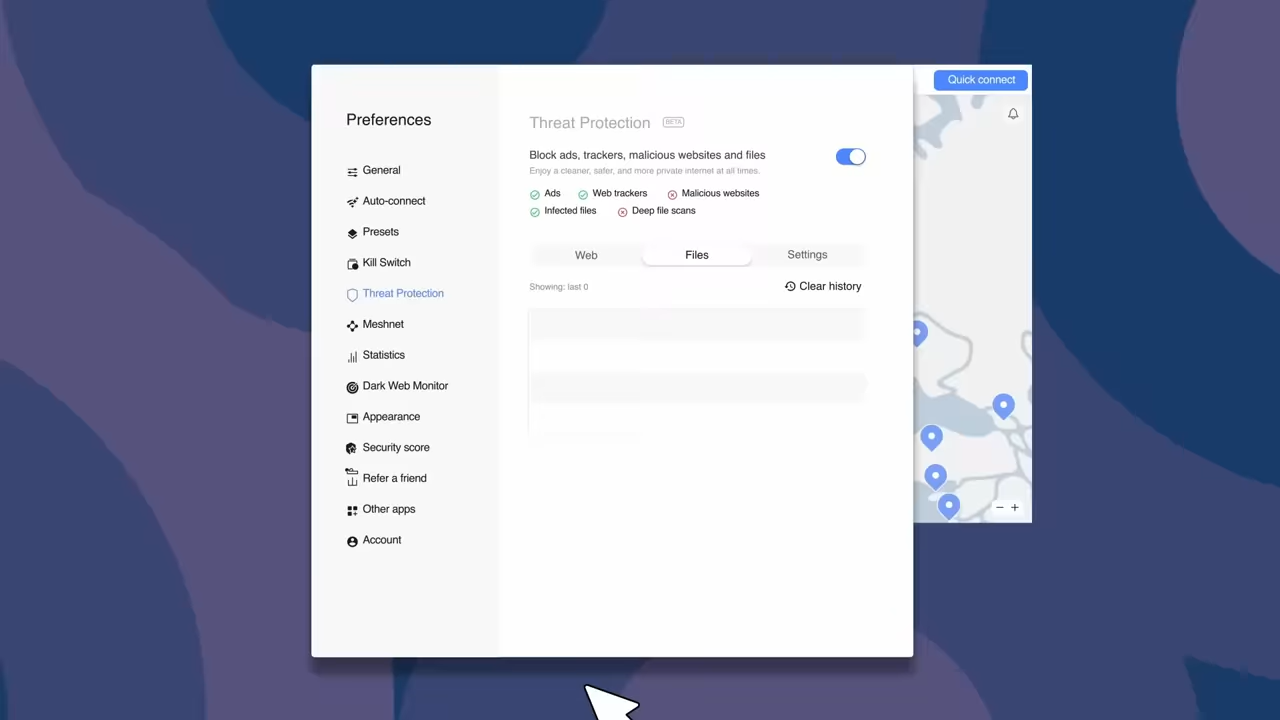 Quick connect
Preferences
General
Auto-connect
Presets
Kill Switch
Threat Protection
Meshnet
Statistics
Dark Web Monitor
Appearance
Security score
Refer a friend
Other apps
Account
Threat Protection BETA
Block ads, trackers, malicious websites and files
Enjoy a cleaner, safer, and more private internet at all times.
Ads Web trackers Malicious websites
Infected files Deep file scans
Web Files Settings
Showing: last 0 Clear history
− +